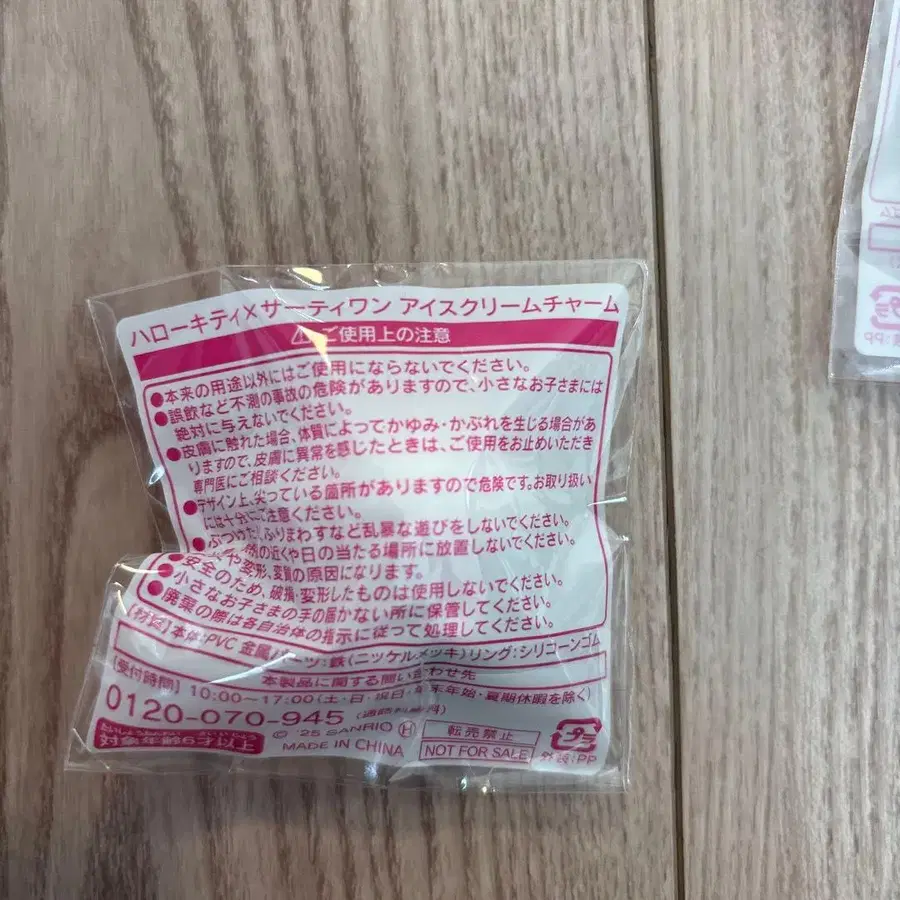 ハローキティ×サーティワン アイスクリームチャーム
⚠ご使用上の注意
●本来の用途以外にはご使用にならないでください。
●誤飲など不測の事故の危険がありますので、小さなお子さまには
絶対に与えないでください。
●皮膚に触れた場合、体質によってかゆみ・かぶれを生じる場合があ
りますので、皮膚に異常を感じたときは、ご使用をお止めいただき
専門医にご相談ください。
●デザイン上、尖っている箇所がありますので危険です。お取り扱い
には十分にご注意ください。
●ぶつけたりふりまわすなど乱暴な遊びをしないでください。
の近くや日の当たる場所に放置しないでください。
や変形、変質の原因になります。
●安全のため、破損・変形したものは使用しないでください。
●小さなお子さまの手の届かない所に保管してください。
●廃棄の際は各自治体の指示に従って処理してください。
【材質】本体:PVC 金属パーツ:鉄(ニッケルメッキ)リング:シリコーンゴム
本製品に関する問い合わせ先
【受付時間】10:00~17:00(土・日・祝日・年末年始・夏期休暇を除く)
0120-070-945 (通話料無料)
対象年齢6才以上
© '25 SANRIO Ⓗ
MADE IN CHINA
転売禁止
NOT FOR SALE
プラ
外装:PP